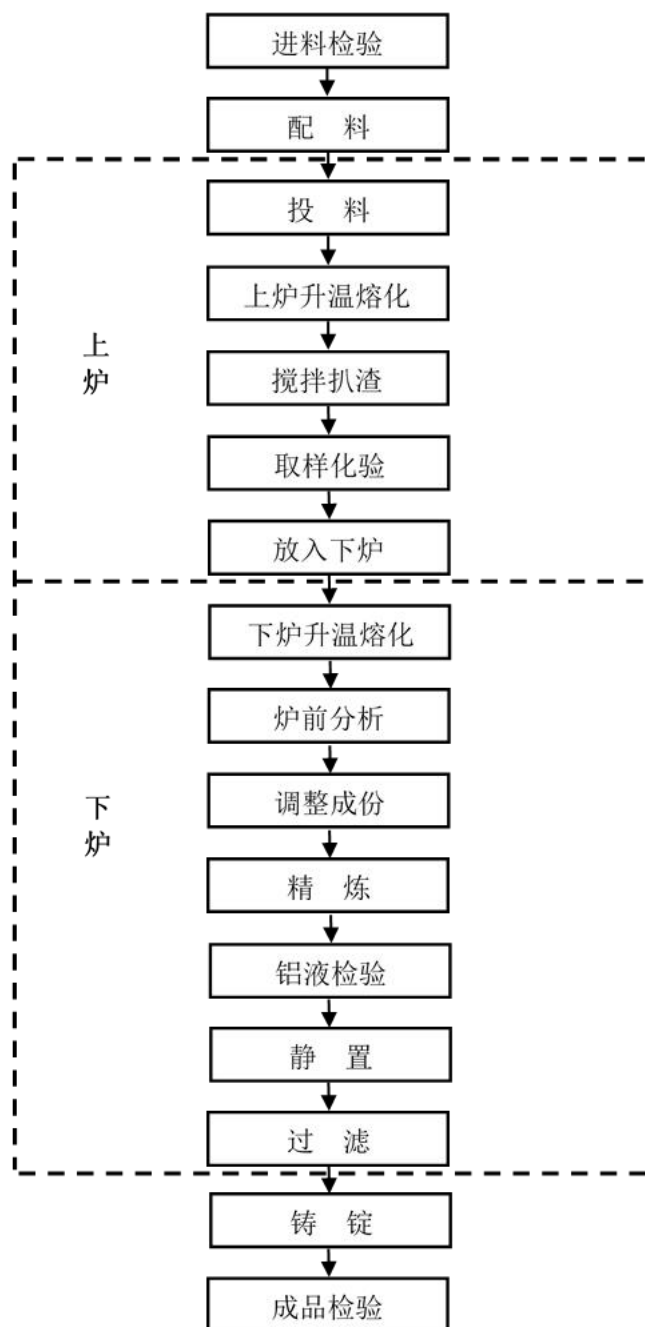 进料检验
配 料
投 料
上炉升温熔化
上
炉
搅拌扒渣
取样化验
放入下炉
下炉升温熔化
炉前分析
下
炉
调整成份
精 炼
铝液检验
静 置
过 滤
铸 锭
成品检验